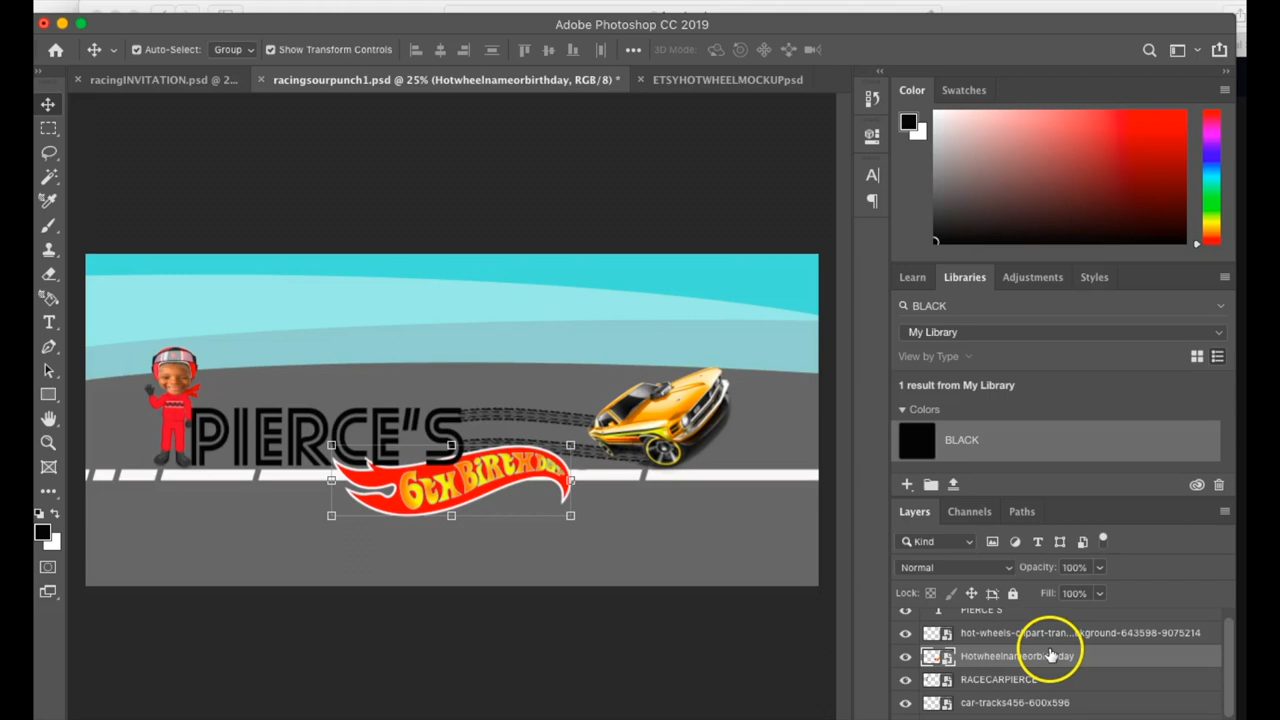 Adobe Photoshop CC 2019
Auto-Select: Group Show Transform Controls 3D Mode:
racingINVITATION.psd @ 2... racingsourpunch1.psd @ 25% (Hotwheelnameorbirthday, RGB/8) * ETSYHOTWHEELMOCKUPpsd
Color Swatches
Learn Libraries Adjustments Styles
BLACK
My Library
View by Type
1 result from My Library
Colors
BLACK
PIERCE"S
6TH BIRTHDAY
Layers Channels Paths
Kind
Normal Opacity: 100%
Lock: Fill: 100%
PIERCE'S
hot-wheels-clipart-tran...ckground-643598-9075214
Hotwheelnameorbirthday
RACECARPIERCE
car-tracks456-600x596